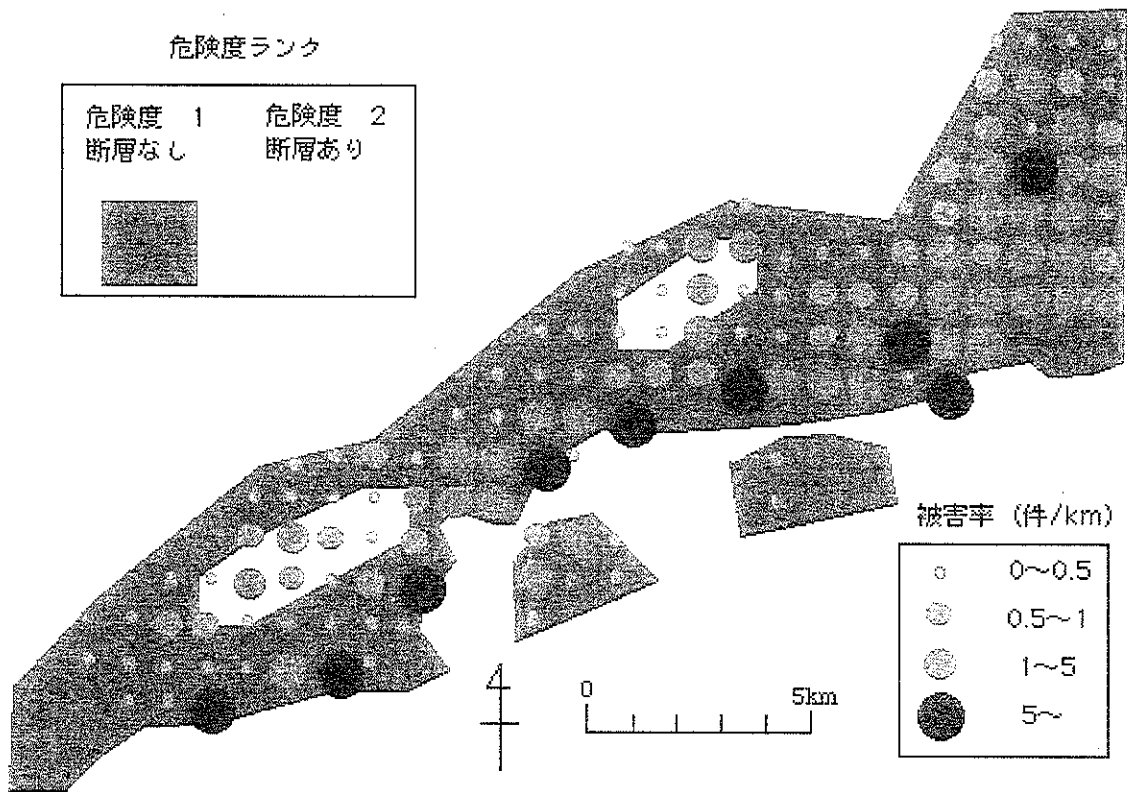 危険度ランク
危険度 1 危険度 2
断層なし 断層あり
被害率 (件/km)
0～0.5
0.5～1
1～5
5～
4
0 5km